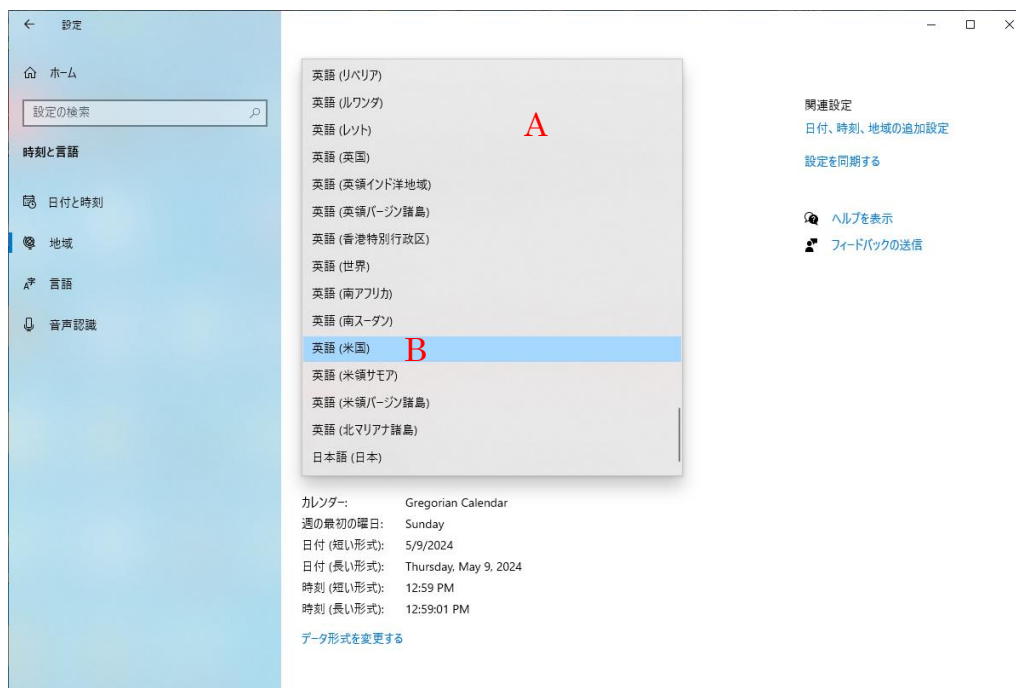 設定
ホーム
設定の検索
時刻と言語
日付と時刻
地域
言語
音声認識
英語 (リベリア)
英語 (ルワンダ)
英語 (レソト)
英語 (英国)
英語 (英領インド洋地域)
英語 (英領バージン諸島)
英語 (香港特別行政区)
英語 (世界)
英語 (南アフリカ)
英語 (南スーダン)
英語 (米国)
英語 (米領サモア)
英語 (米領バージン諸島)
英語 (北マリアナ諸島)
日本語 (日本)
A
B
カレンダー: Gregorian Calendar
週の最初の曜日: Sunday
日付 (短い形式): 5/9/2024
日付 (長い形式): Thursday, May 9, 2024
時刻 (短い形式): 12:59 PM
時刻 (長い形式): 12:59:01 PM
データ形式を変更する
関連設定
日付、時刻、地域の追加設定
設定を同期する
ヘルプを表示
フィードバックの送信